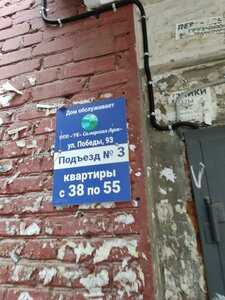 Дом обслуживает
ООО «УК» Самарская Лука»
ул. Победы, 93
Подъезд № 3
квартиры
с 38 по 55